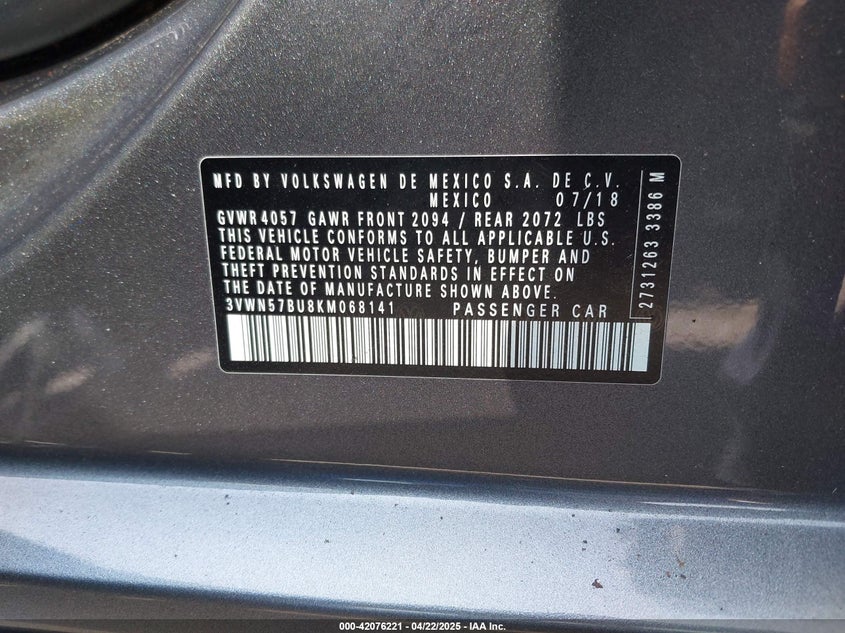 MFD BY VOLKSWAGEN DE MEXICO S.A. DE C.V.
MEXICO 07/18
GVWR 4057 GAWR FRONT 2094 / REAR 2072 LBS
THIS VEHICLE CONFORMS TO ALL APPLICABLE U.S.
FEDERAL MOTOR VEHICLE SAFETY, BUMPER AND
THEFT PREVENTION STANDARDS IN EFFECT ON
THE DATE OF MANUFACTURE SHOWN ABOVE.
3VWN57BU8KM068141 PASSENGER CAR
2731263 3386 M
000-42076221 - 04/22/2025 - IAA Inc.